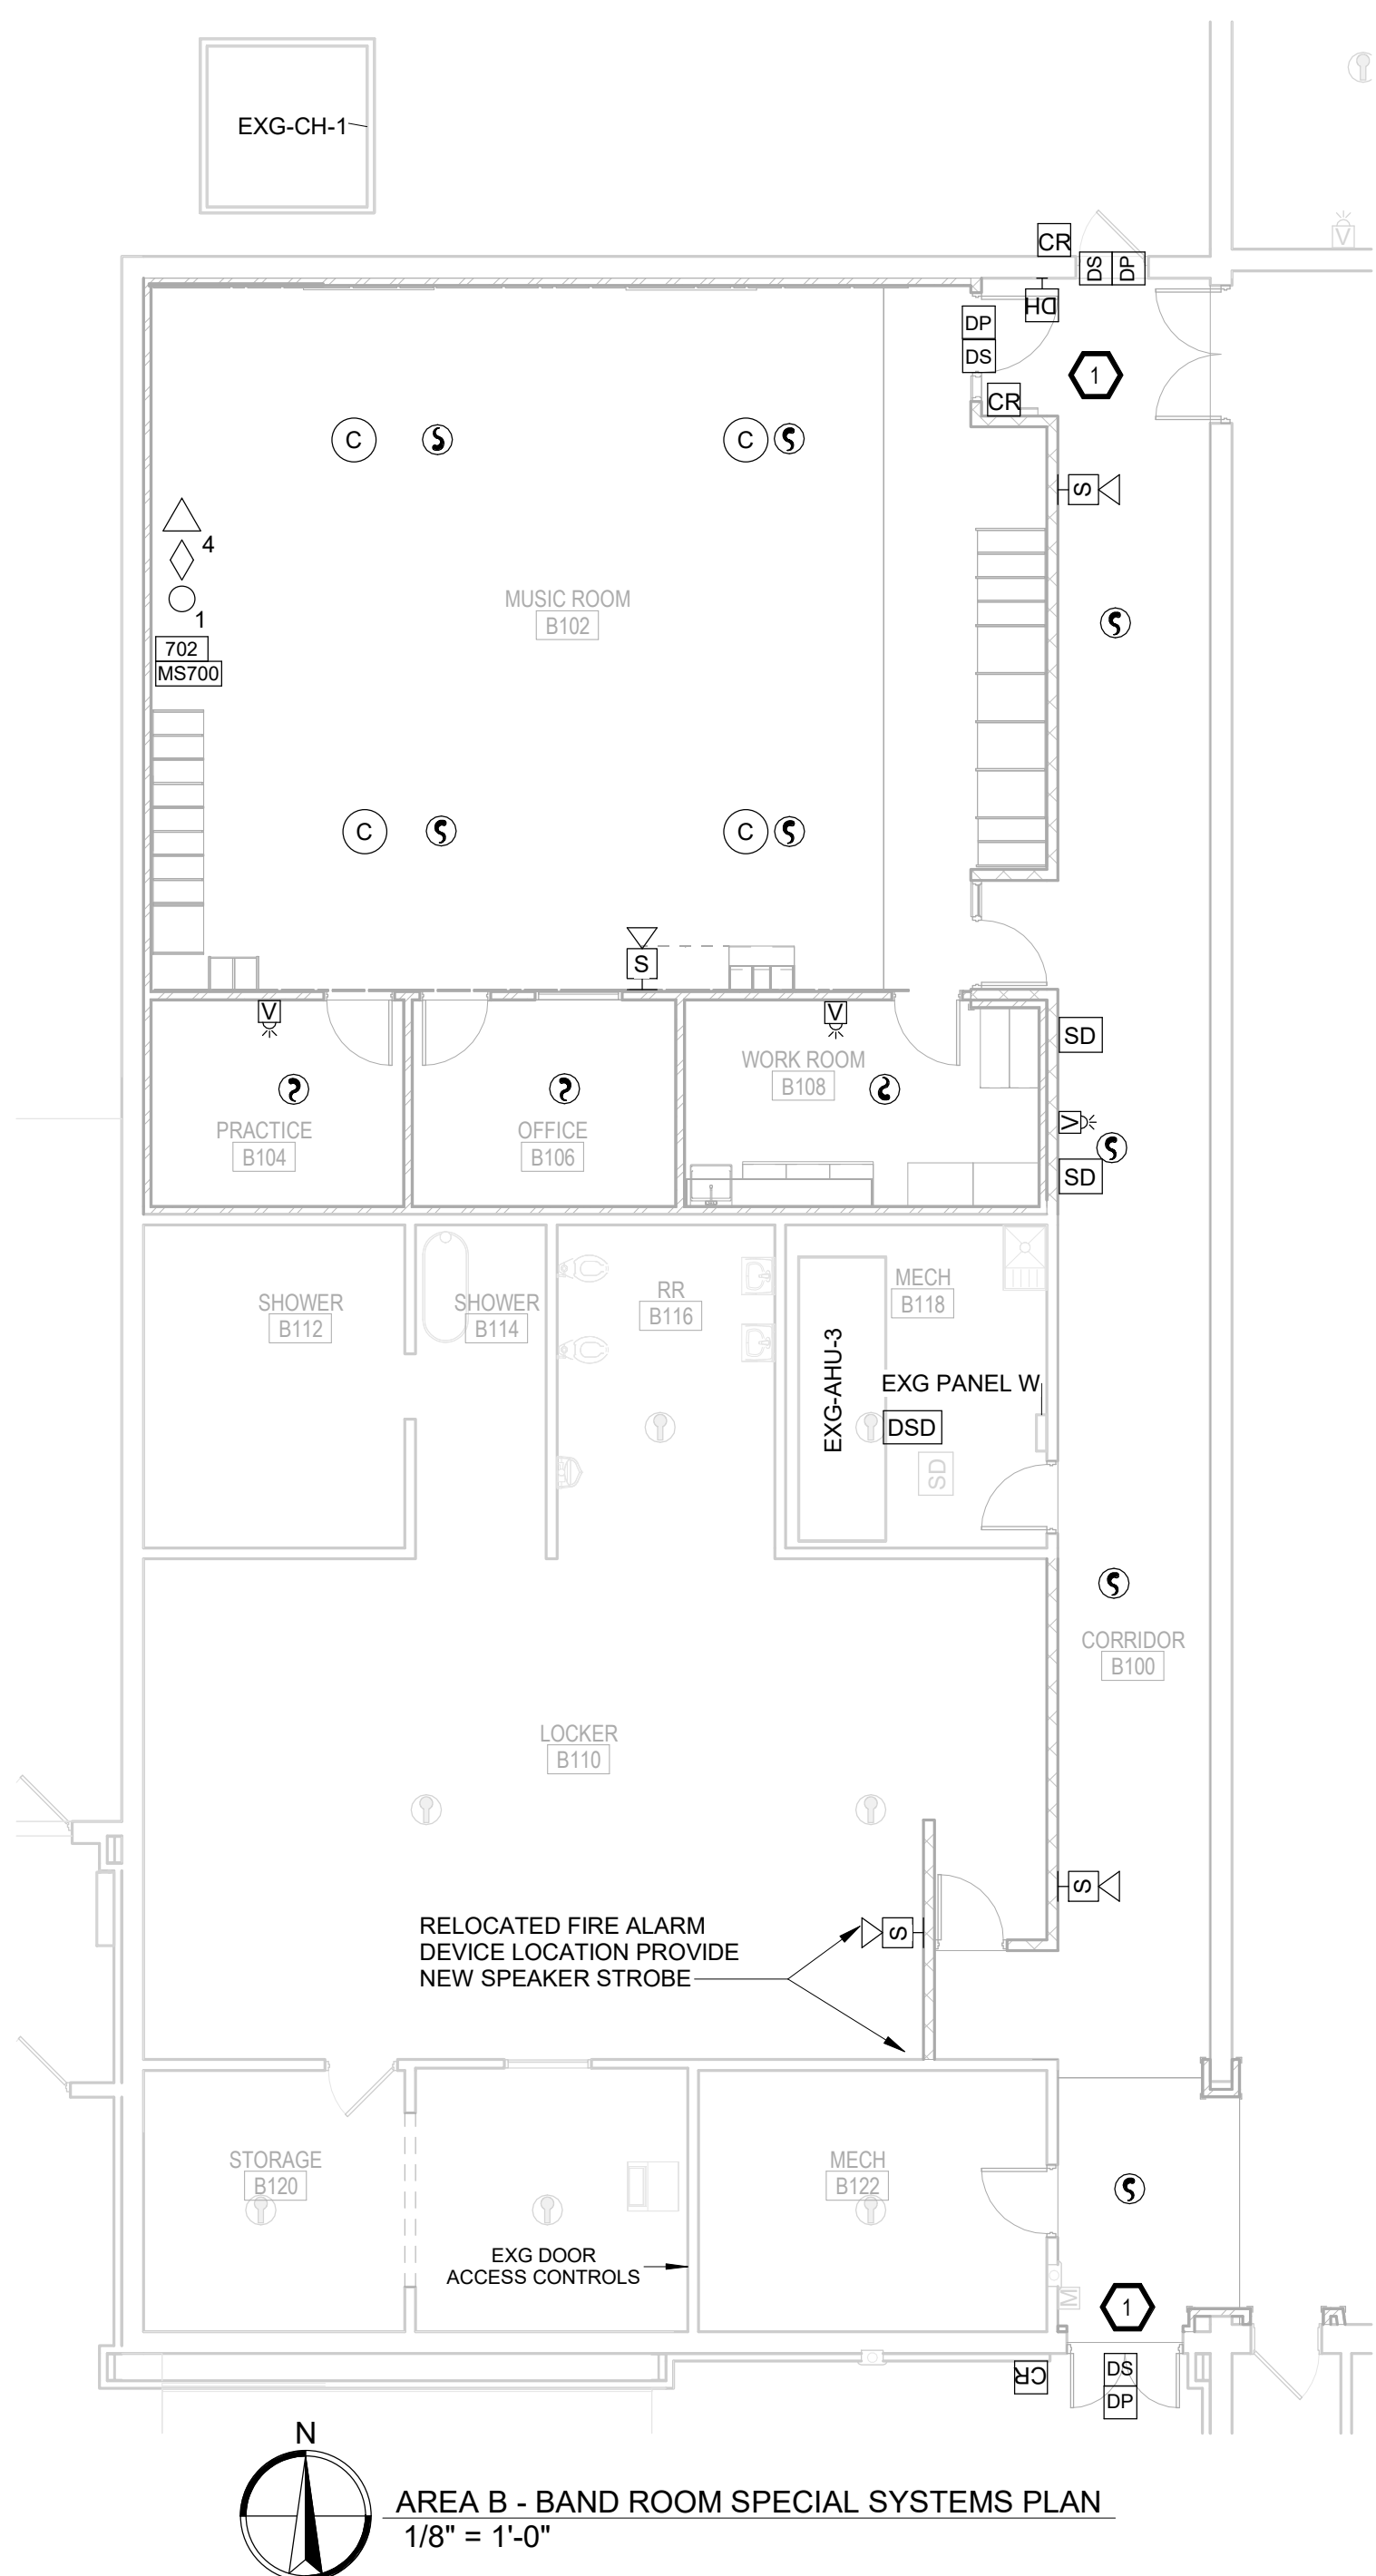 EXG-CH-1
V
CR
DS
DP
DH
DP
DS
CR
1
C
C
S
4
MUSIC ROOM
B102
1
702
MS700
C
C
S
V
V
SD
WORK ROOM
B108
V
PRACTICE
B104
OFFICE
B106
SD
MECH
B118
SHOWER
B112
SHOWER
B114
RR
B116
EXG-AHU-3
EXG PANEL W
DSD
SD
CORRIDOR
B100
LOCKER
B110
S
RELOCATED FIRE ALARM
DEVICE LOCATION PROVIDE
NEW SPEAKER STROBE
S
STORAGE
B120
MECH
B122
EXG DOOR
ACCESS CONTROLS
M
1
CR
DS
DP
N
AREA B - BAND ROOM SPECIAL SYSTEMS PLAN
1/8" = 1'-0"